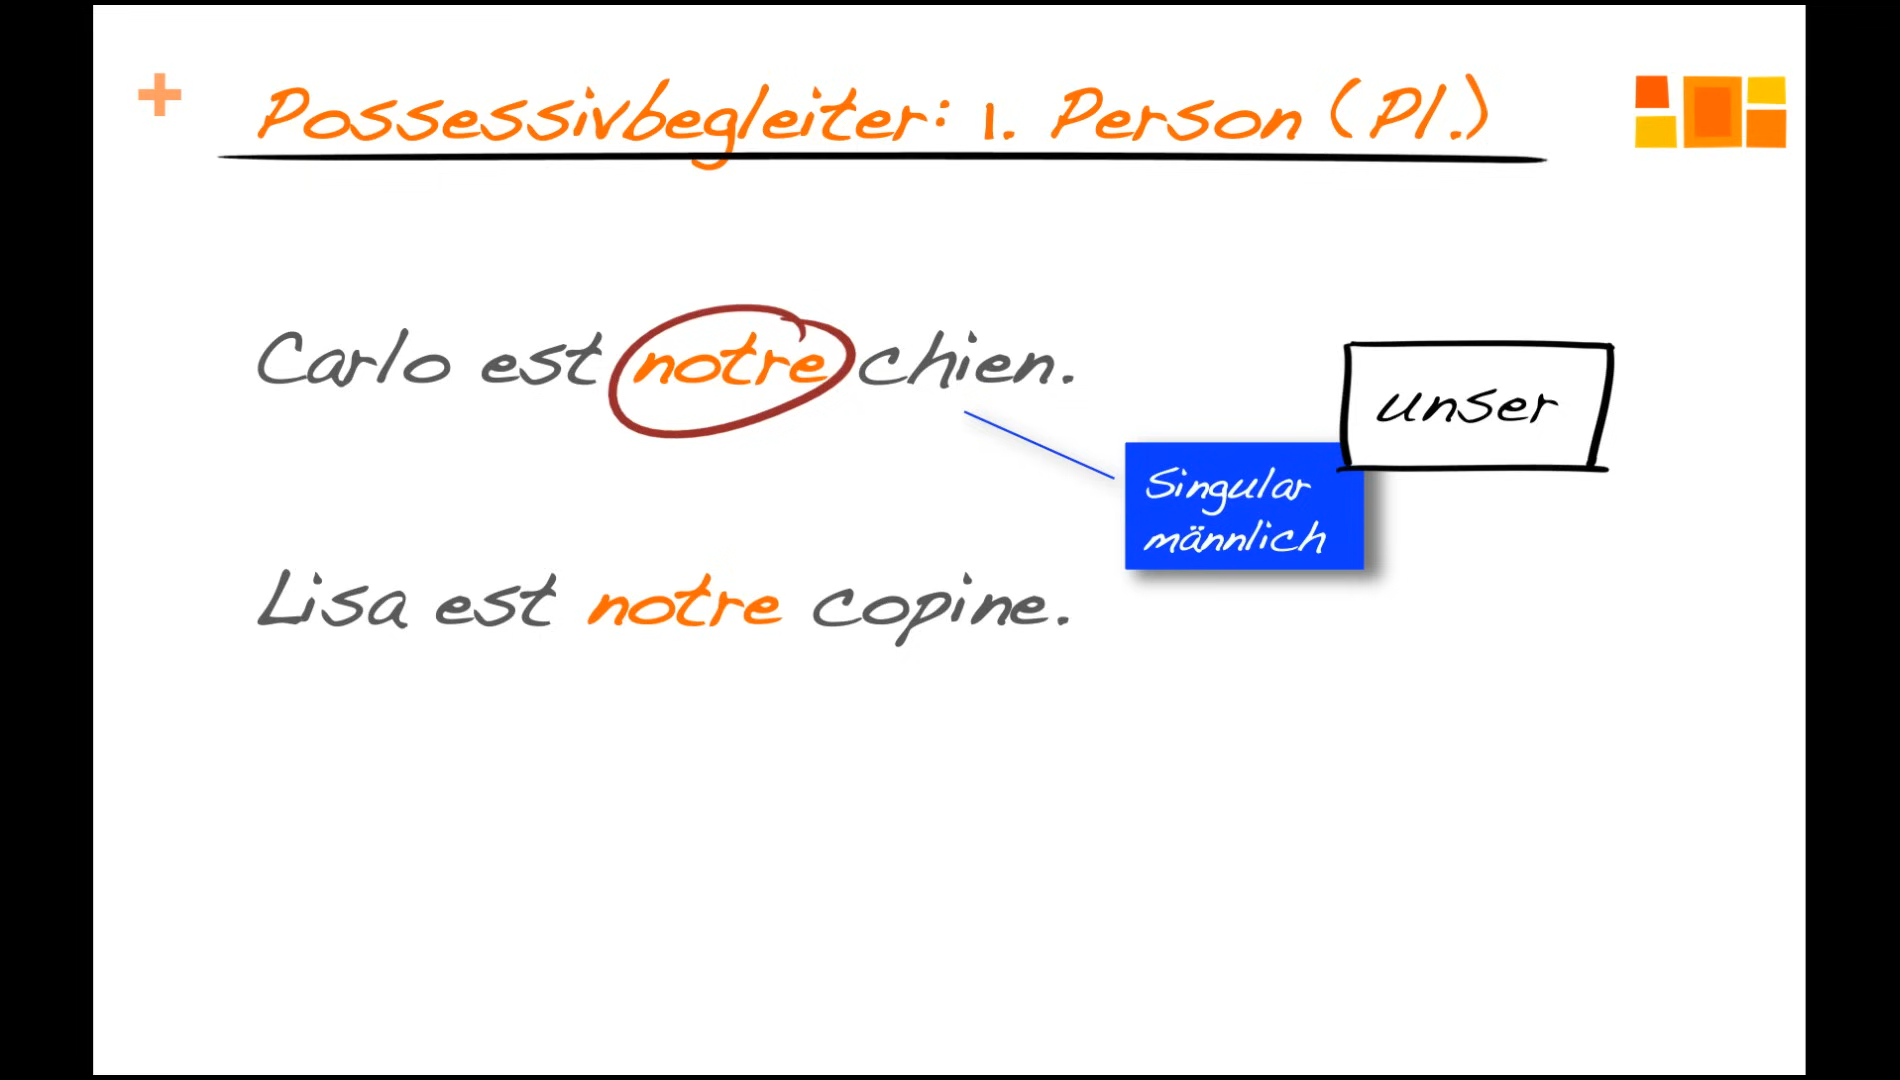 + Possessivbegleiter: 1. Person (Pl.)
Carlo est notre chien.
unser
Singular
männlich
Lisa est notre copine.